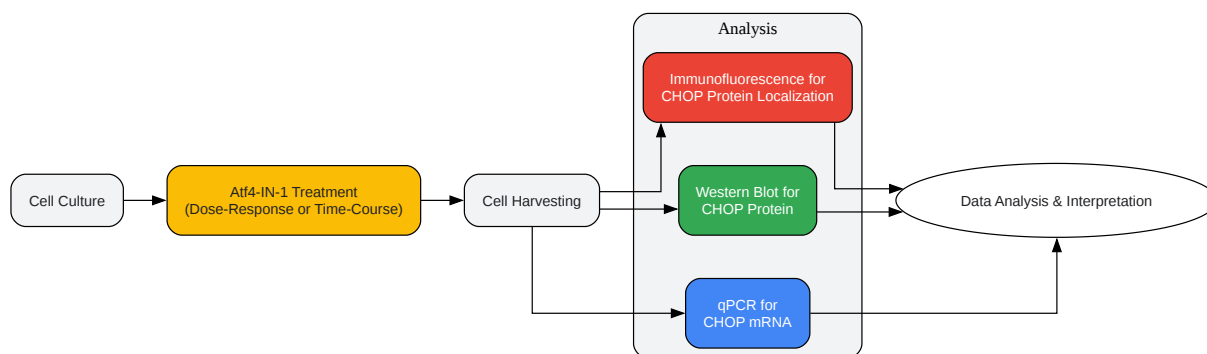 Analysis
Immunofluorescence for
CHOP Protein Localization
Cell Culture
Atf4-IN-1 Treatment
(Dose-Response or Time-Course)
Cell Harvesting
Western Blot for
CHOP Protein
Data Analysis & Interpretation
qPCR for
CHOP mRNA